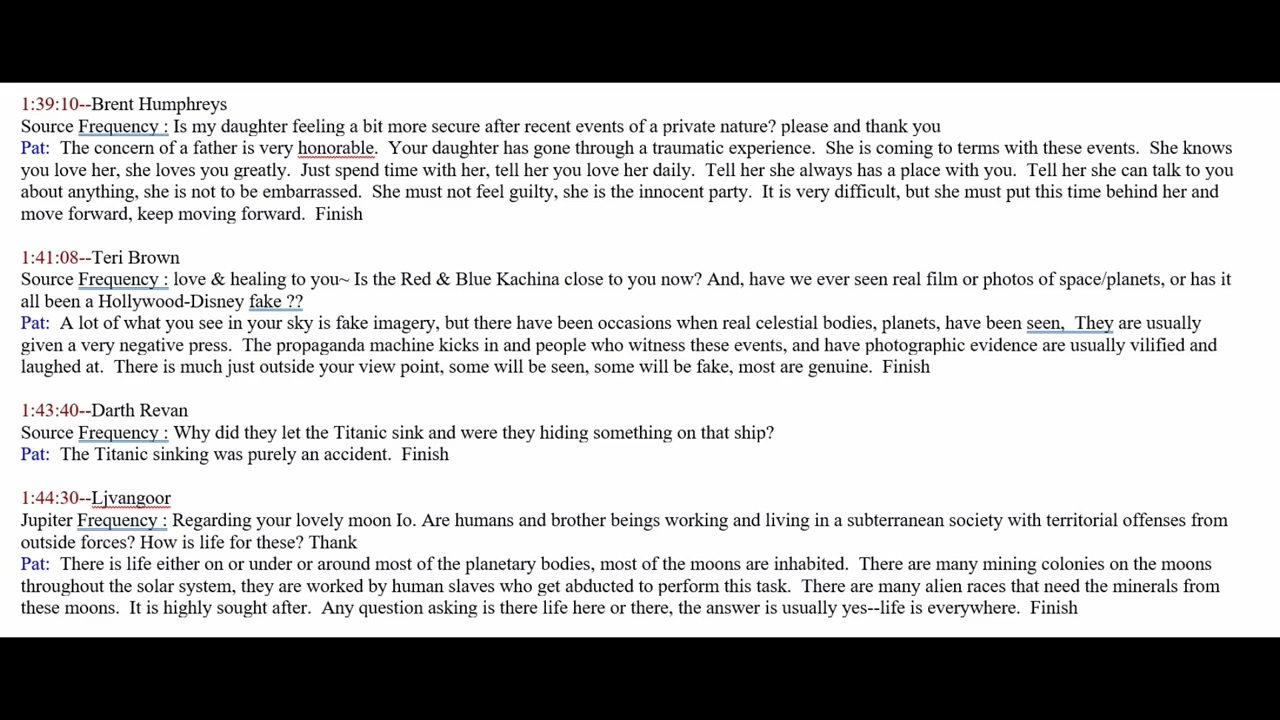 1:39:10--Brent Humphreys
Source Frequency : Is my daughter feeling a bit more secure after recent events of a private nature? please and thank you
Pat:  The concern of a father is very honorable.  Your daughter has gone through a traumatic experience.  She is coming to terms with these events.  She knows
you love her, she loves you greatly.  Just spend time with her, tell her you love her daily.  Tell her she always has a place with you.  Tell her she can talk to you
about anything, she is not to be embarrassed.  She must not feel guilty, she is the innocent party.  It is very difficult, but she must put this time behind her and
move forward, keep moving forward.  Finish
1:41:08--Teri Brown
Source Frequency : love & healing to you~ Is the Red & Blue Kachina close to you now? And, have we ever seen real film or photos of space/planets, or has it
all been a Hollywood-Disney fake ??
Pat:  A lot of what you see in your sky is fake imagery, but there have been occasions when real celestial bodies, planets, have been seen,  They are usually
given a very negative press.  The propaganda machine kicks in and people who witness these events, and have photographic evidence are usually vilified and
laughed at.  There is much just outside your view point, some will be seen, some will be fake, most are genuine.  Finish
1:43:40--Darth Revan
Source Frequency : Why did they let the Titanic sink and were they hiding something on that ship?
Pat:  The Titanic sinking was purely an accident.  Finish
1:44:30--Ljvangoor
Jupiter Frequency : Regarding your lovely moon Io. Are humans and brother beings working and living in a subterranean society with territorial offenses from
outside forces? How is life for these? Thank
Pat:  There is life either on or under or around most of the planetary bodies, most of the moons are inhabited.  There are many mining colonies on the moons
throughout the solar system, they are worked by human slaves who get abducted to perform this task.  There are many alien races that need the minerals from
these moons.  It is highly sought after.  Any question asking is there life here or there, the answer is usually yes--life is everywhere.  Finish